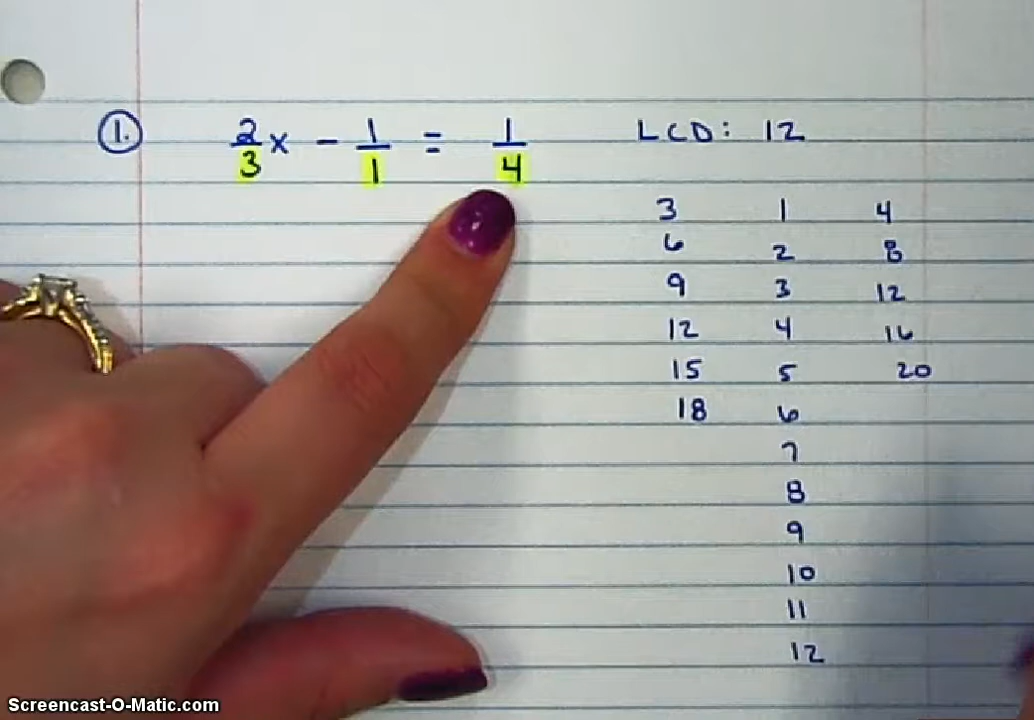 1. 2/3 x - 1/1 = 1/4 LCD: 12
3 1 4
6 2 8
9 3 12
12 4 16
15 5 20
18 6
7
8
9
10
11
12
Screencast-O-Matic.com